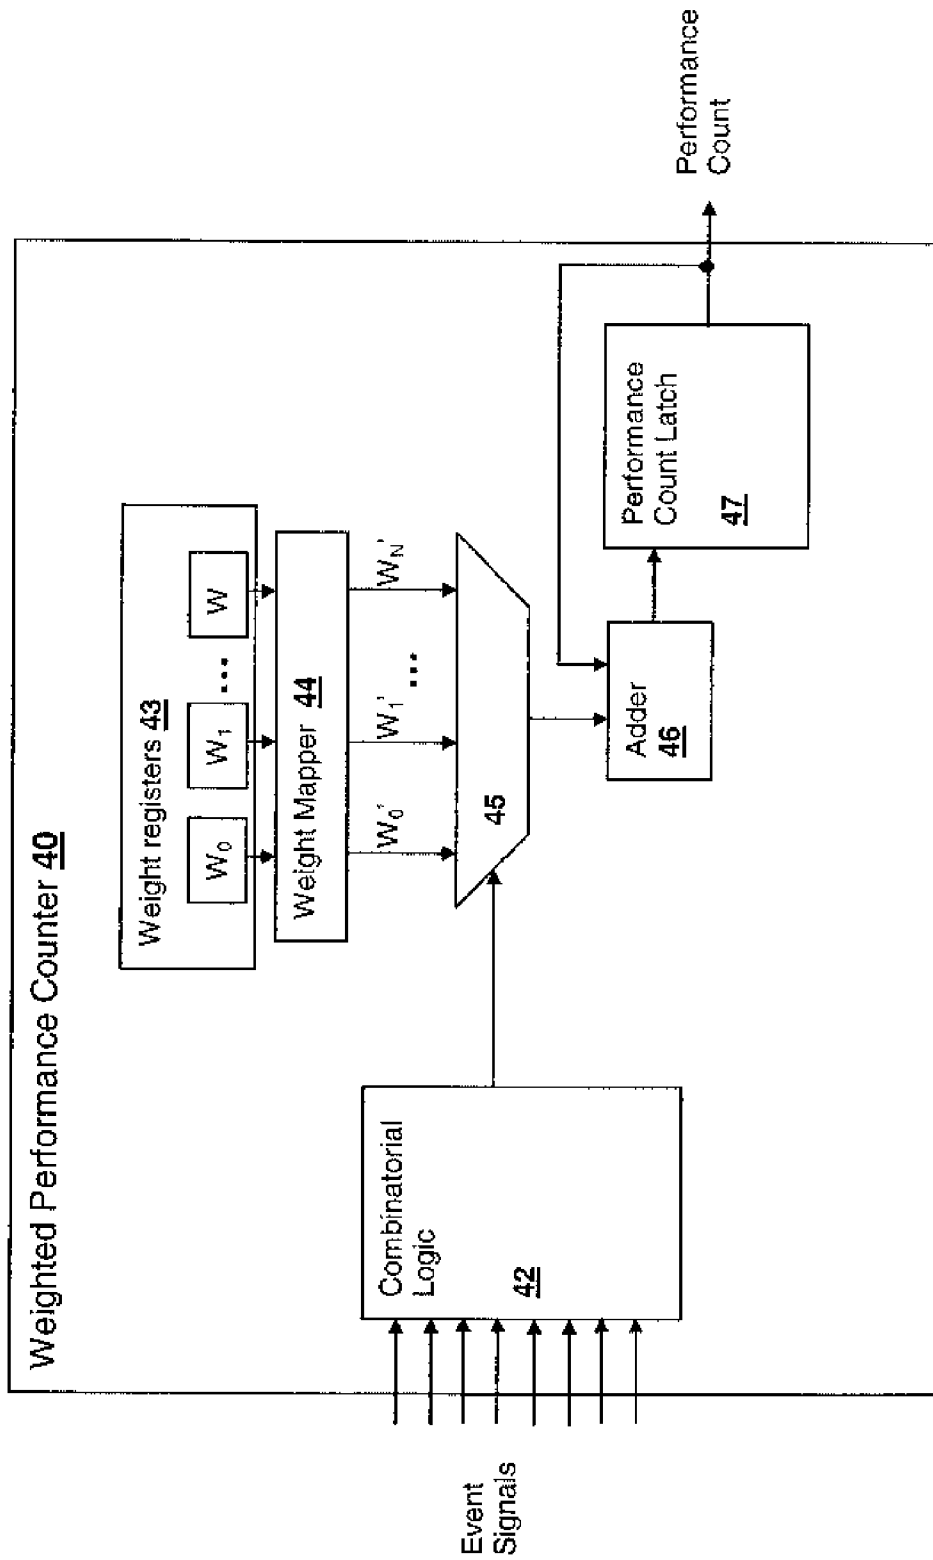 Weighted Performance Counter 40
Weight registers 43
W0
W1
...
W
Weight Mapper 44
W0'
W1'
...
WN'
45
Event
Signals
Combinatorial
Logic
42
Adder
46
Performance
Count Latch
47
Performance
Count